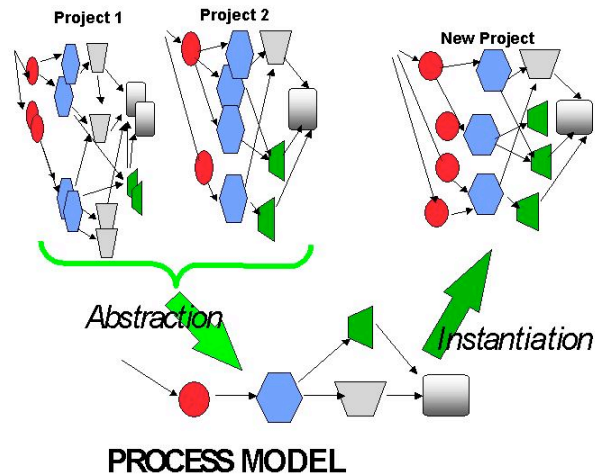 Project 1
Project 2
New Project
Abstraction
Instantiation
PROCESS MODEL